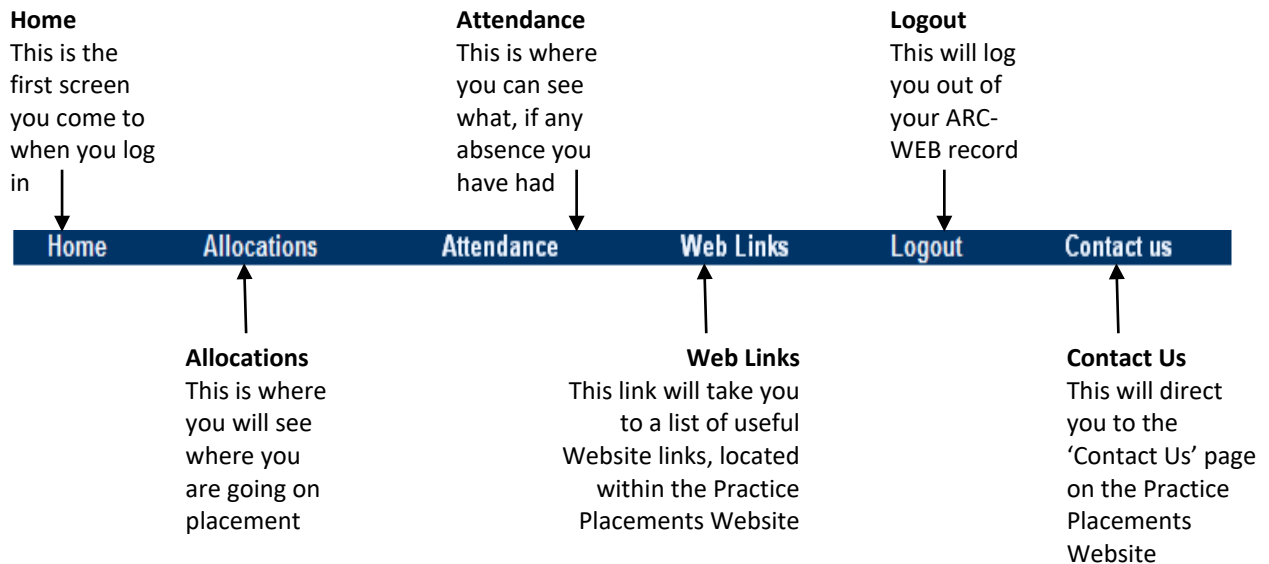 Home
This is the
first screen
you come to
when you log
in
Attendance
This is where
you can see
what, if any
absence you
have had
Logout
This will log
you out of
your ARC-
WEB record
Home Allocations Attendance Web Links Logout Contact us
Allocations
This is where
you will see
where you
are going on
placement
Web Links
This link will take you
to a list of useful
Website links, located
within the Practice
Placements Website
Contact Us
This will direct
you to the
‘Contact Us’ page
on the Practice
Placements
Website